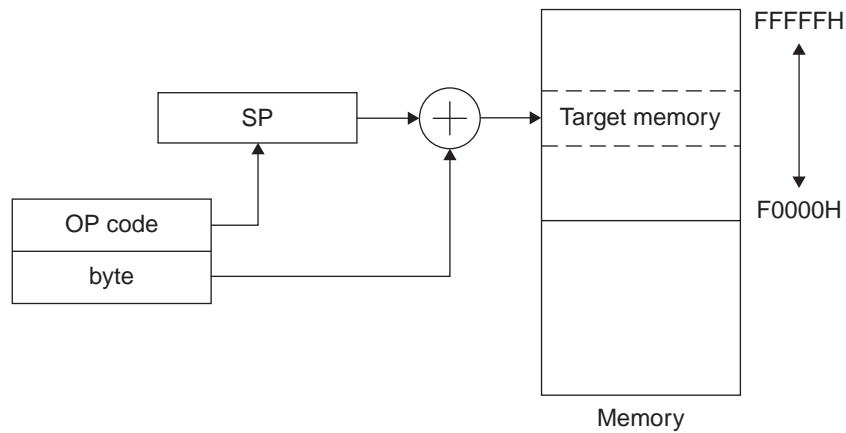 FFFFFH
SP
Target memory
OP code
F0000H
byte
Memory